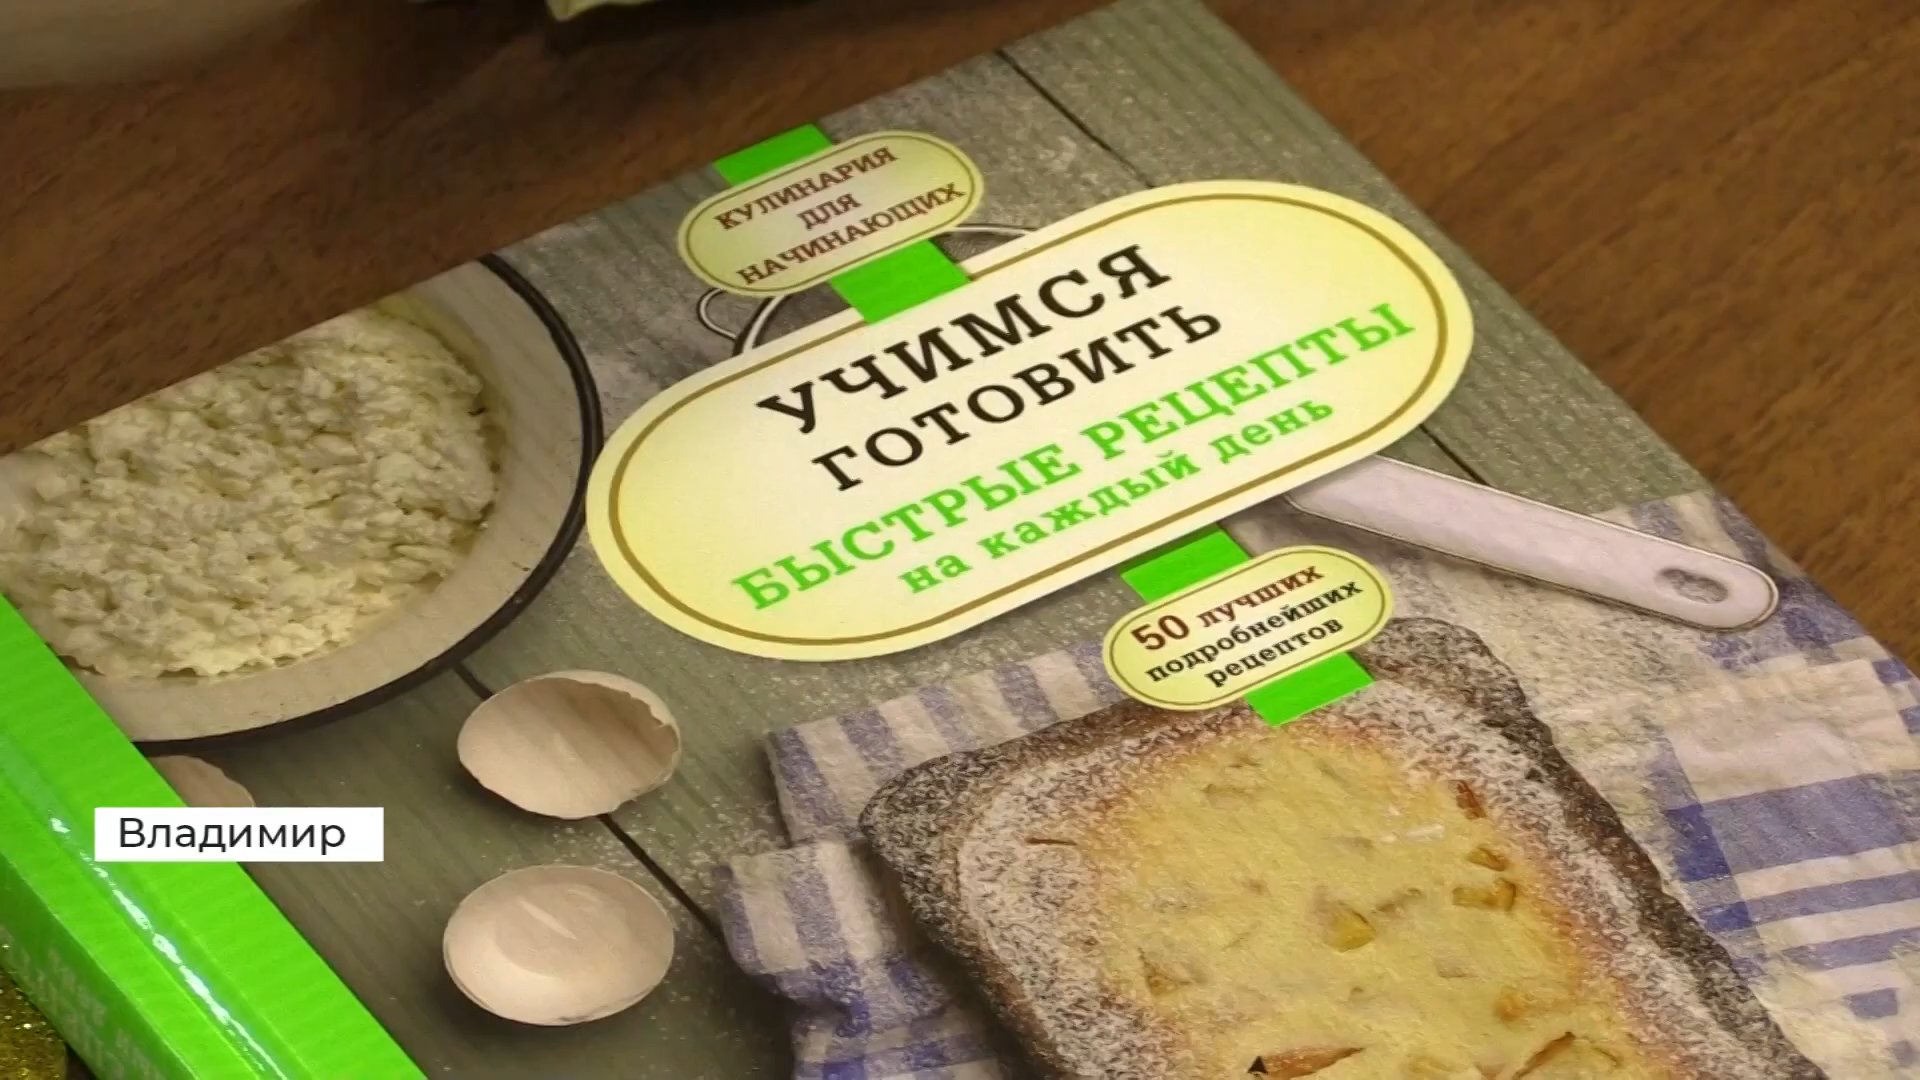 КУЛИНАРИЯ
ДЛЯ
НАЧИНАЮЩИХ
УЧИМСЯ
ГОТОВИТЬ
БЫСТРЫЕ РЕЦЕПТЫ
на каждый день
50 лучших
подробнейших
рецептов
Владимир